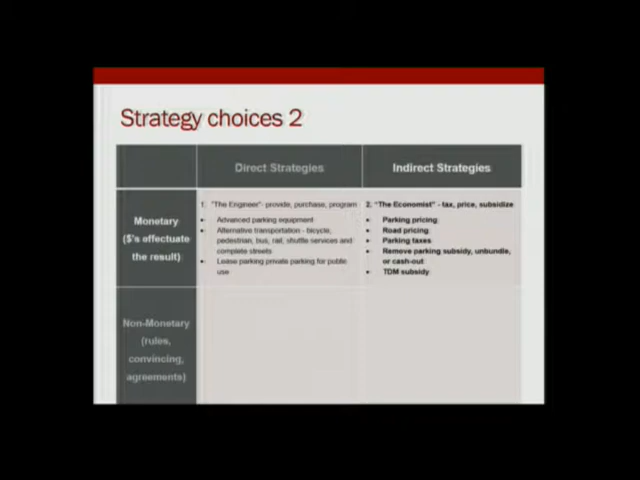 Strategy choices 2
Direct Strategies
Indirect Strategies
Monetary
($'s affectuate
the result)
1. "The Engineer"- provide, purchase, program
• Advanced parking equipment
• Alternative transportation - bicycle,
pedestrian, bus, rail, shuttle services and
complete streets
• Lease parking private parking for public
use
2. "The Economist" - tax, price, subsidize
• Parking pricing
• Road pricing
• Parking taxes
• Remove parking subsidy, unbundle,
or cash-out
• TDM subsidy
Non-Monetary
(rules,
convincing,
agreements)